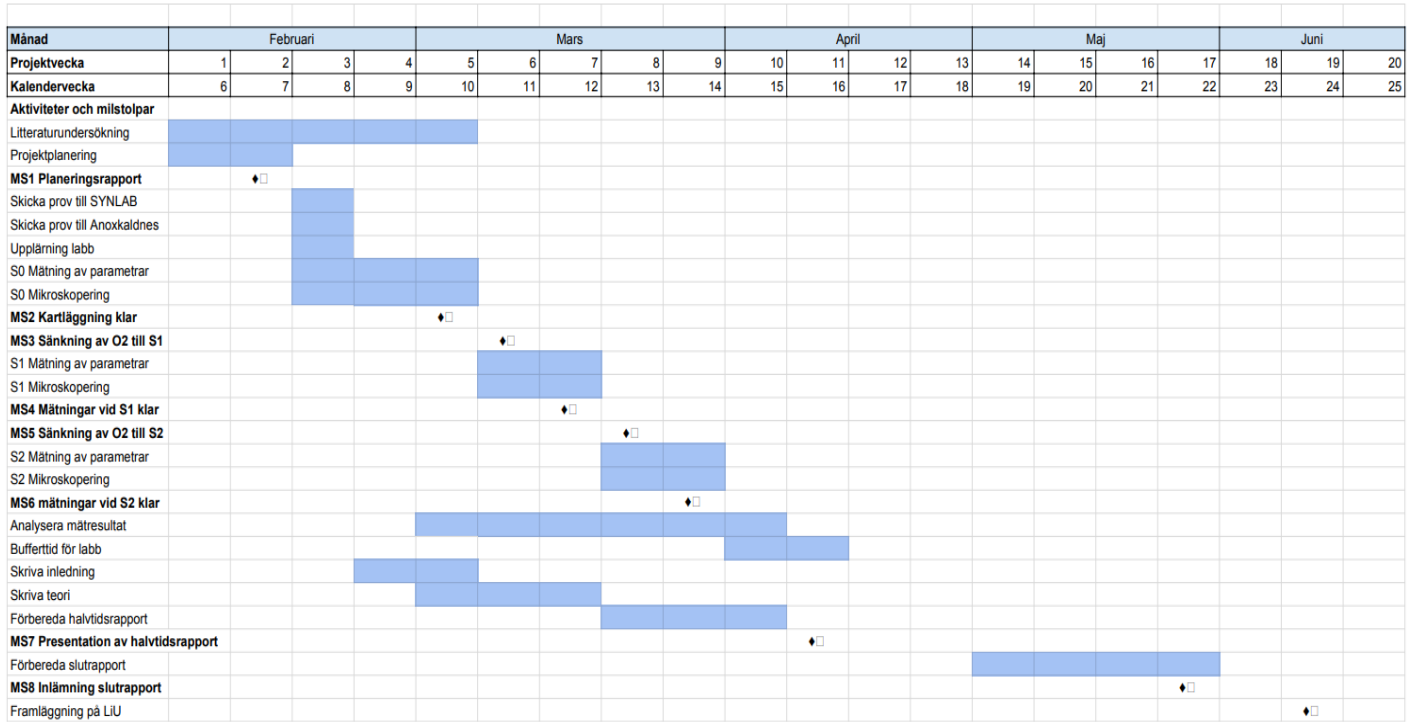 Månad Februari Mars April Maj Juni
Projektvecka 1 2 3 4 5 6 7 8 9 10 11 12 13 14 15 16 17 18 19 20
Kalendervecka 6 7 8 9 10 11 12 13 14 15 16 17 18 19 20 21 22 23 24 25
Aktiviteter och milstolpar
Litteraturundersökning
Projektplanering
MS1 Planeringsrapport ♦□
Skicka prov till SYNLAB
Skicka prov till Anoxkaldnes
Upplärning labb
S0 Mätning av parametrar
S0 Mikroskopering
MS2 Kartläggning klar ♦□
MS3 Sänkning av O2 till S1 ♦□
S1 Mätning av parametrar
S1 Mikroskopering
MS4 Mätningar vid S1 klar ♦□
MS5 Sänkning av O2 till S2 ♦□
S2 Mätning av parametrar
S2 Mikroskopering
MS6 mätningar vid S2 klar ♦□
Analysera mätresultat
Bufferttid för labb
Skriva inledning
Skriva teori
Förbereda halvtidsrapport
MS7 Presentation av halvtidsrapport ♦□
Förbereda slutrapport
MS8 Inlämning slutrapport ♦□
Framläggning på LiU ♦□